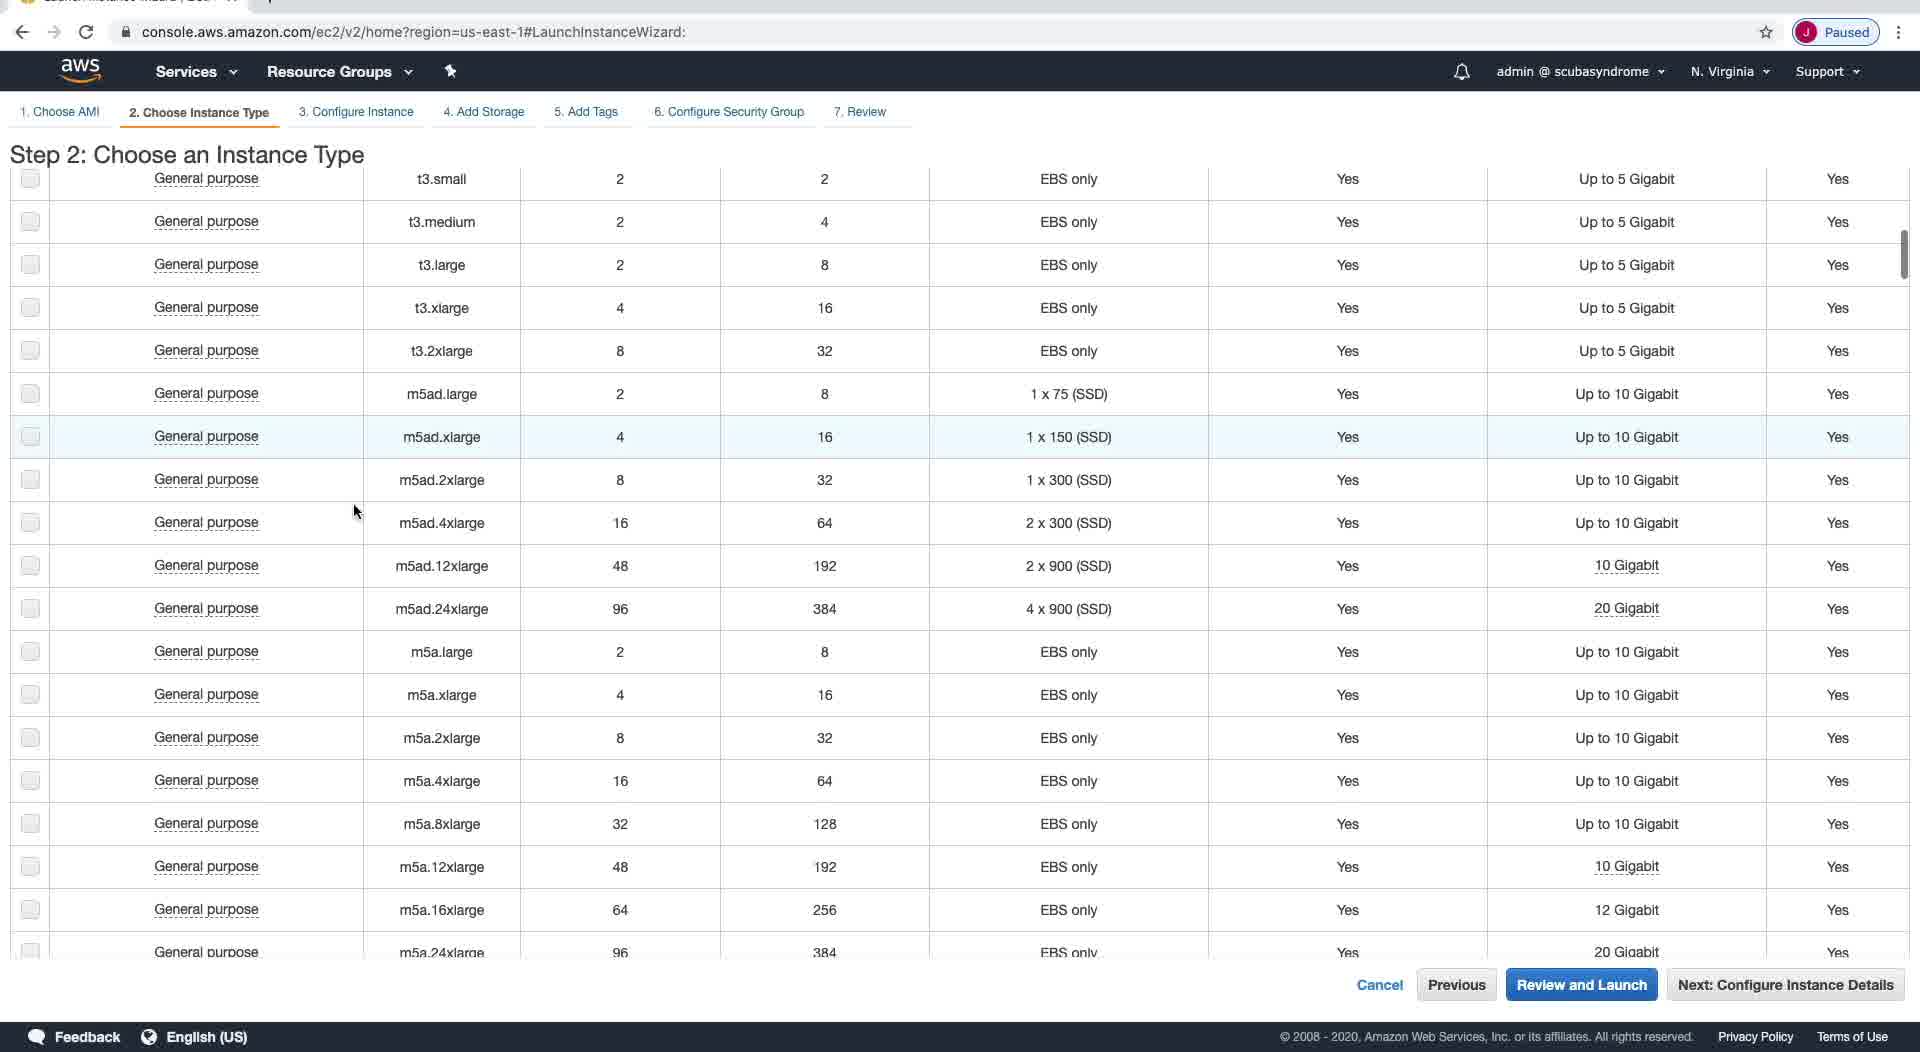 console.aws.amazon.com/ec2/v2/home?region=us-east-1#LaunchInstanceWizard:
J Paused
aws Services Resource Groups admin @ scubasyndrome N. Virginia Support
1. Choose AMI 2. Choose Instance Type 3. Configure Instance 4. Add Storage 5. Add Tags 6. Configure Security Group 7. Review
Step 2: Choose an Instance Type
General purpose t3.small 2 2 EBS only Yes Up to 5 Gigabit Yes
General purpose t3.medium 2 4 EBS only Yes Up to 5 Gigabit Yes
General purpose t3.large 2 8 EBS only Yes Up to 5 Gigabit Yes
General purpose t3.xlarge 4 16 EBS only Yes Up to 5 Gigabit Yes
General purpose t3.2xlarge 8 32 EBS only Yes Up to 5 Gigabit Yes
General purpose m5ad.large 2 8 1 x 75 (SSD) Yes Up to 10 Gigabit Yes
General purpose m5ad.xlarge 4 16 1 x 150 (SSD) Yes Up to 10 Gigabit Yes
General purpose m5ad.2xlarge 8 32 1 x 300 (SSD) Yes Up to 10 Gigabit Yes
General purpose m5ad.4xlarge 16 64 2 x 300 (SSD) Yes Up to 10 Gigabit Yes
General purpose m5ad.12xlarge 48 192 2 x 900 (SSD) Yes 10 Gigabit Yes
General purpose m5ad.24xlarge 96 384 4 x 900 (SSD) Yes 20 Gigabit Yes
General purpose m5a.large 2 8 EBS only Yes Up to 10 Gigabit Yes
General purpose m5a.xlarge 4 16 EBS only Yes Up to 10 Gigabit Yes
General purpose m5a.2xlarge 8 32 EBS only Yes Up to 10 Gigabit Yes
General purpose m5a.4xlarge 16 64 EBS only Yes Up to 10 Gigabit Yes
General purpose m5a.8xlarge 32 128 EBS only Yes Up to 10 Gigabit Yes
General purpose m5a.12xlarge 48 192 EBS only Yes 10 Gigabit Yes
General purpose m5a.16xlarge 64 256 EBS only Yes 12 Gigabit Yes
General purpose m5a.24xlarge 96 384 EBS only Yes 20 Gigabit Yes
Cancel Previous Review and Launch Next: Configure Instance Details
Feedback English (US) © 2008 - 2020, Amazon Web Services, Inc. or its affiliates. All rights reserved. Privacy Policy Terms of Use